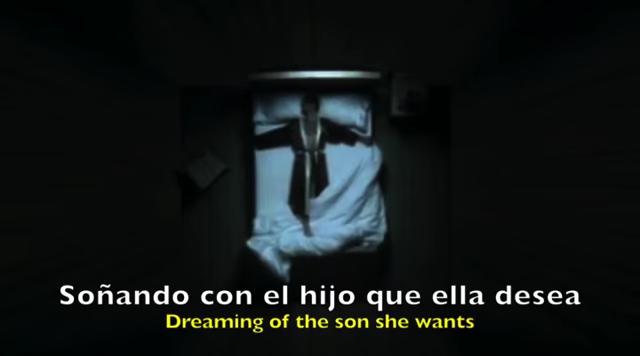 Soñando con el hijo que ella desea
Dreaming of the son she wants